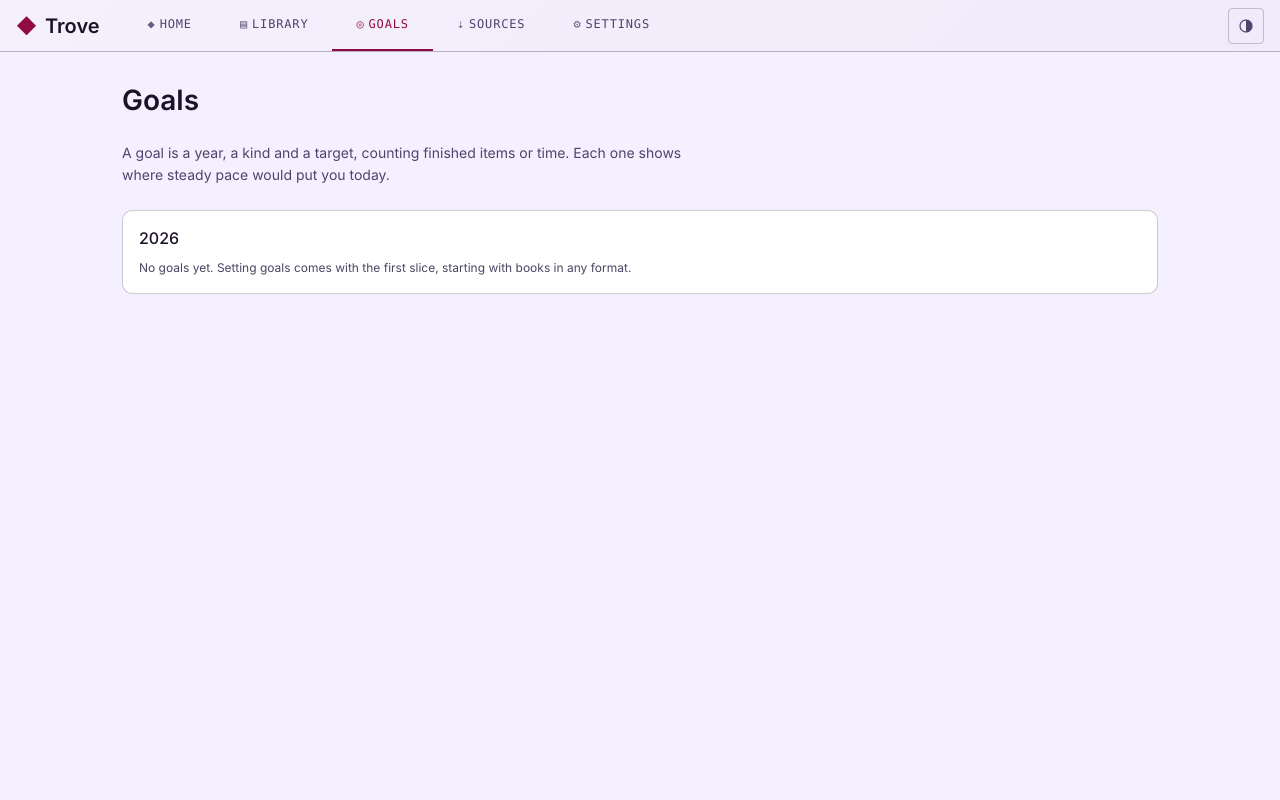 Trove
HOME
LIBRARY
GOALS
SOURCES
SETTINGS
Goals
A goal is a year, a kind and a target, counting finished items or time. Each one shows
where steady pace would put you today.
2026
No goals yet. Setting goals comes with the first slice, starting with books in any format.